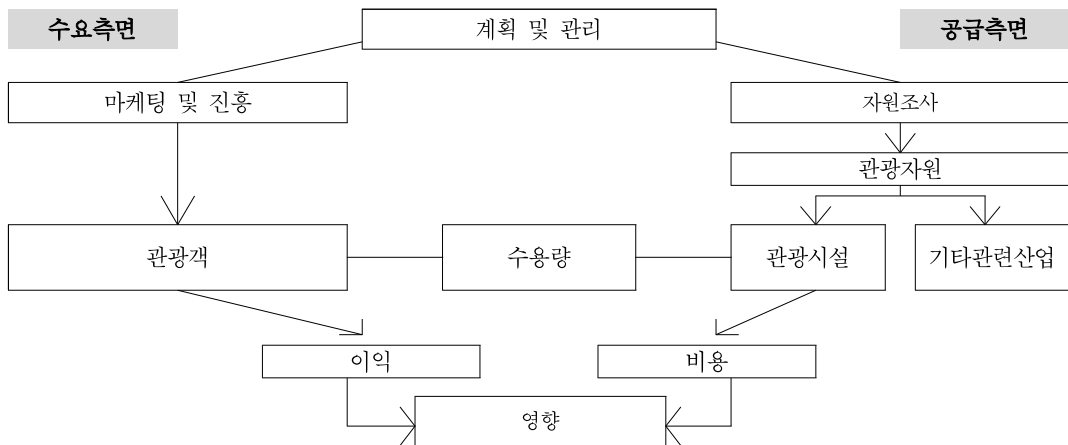 수요측면
계획 및 관리
공급측면
마케팅 및 진흥
자원조사
관광자원
관광객
수용량
관광시설
기타관련산업
이익
비용
영향